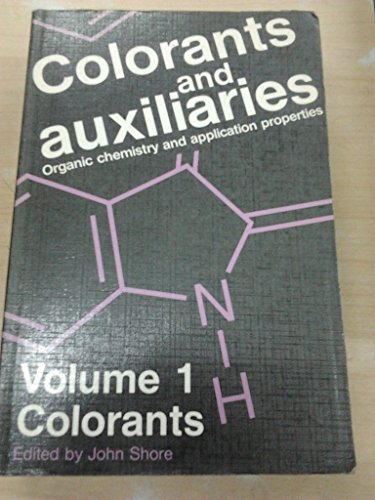 Colorants
and
auxiliaries
Organic chemistry and application properties
N
H
Volume 1
Colorants
Edited by John Shore